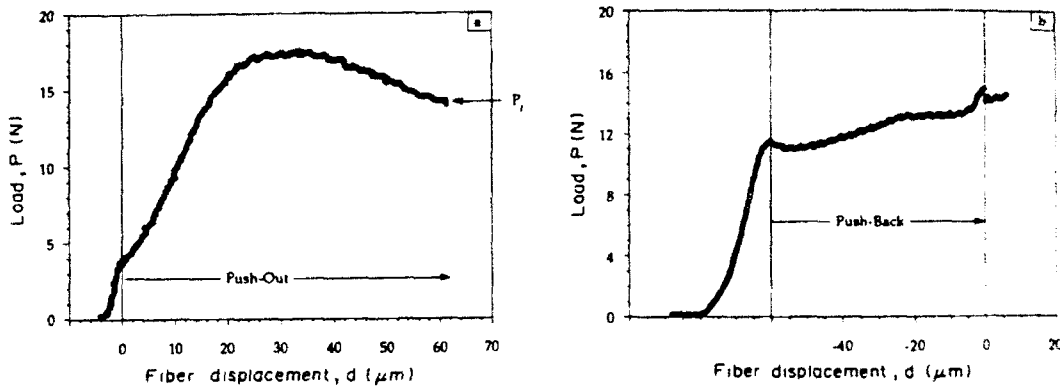 a
20
15
10
5
0
Load, P (N)
P,
Push-Out
0 10 20 30 40 50 60 70
Fiber displacement, d (μm)
b
20
16
12
8
4
0
Load, P (N)
Push-Back
-40 -20 0 20
Fiber displacement, d (μm)